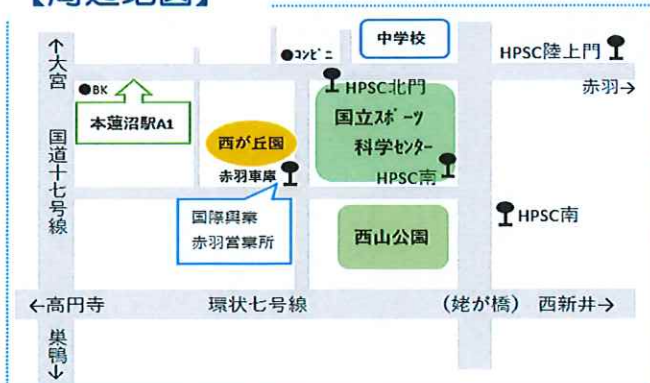 【周辺地図】
↑大宮
●コンビニ
中学校
HPSC陸上門
●BK
HPSC北門
赤羽→
本蓮沼駅A1
国立スポーツ
科学センター
西が丘園
赤羽車庫
HPSC南
国道十七号線
国際興業
赤羽営業所
西山公園
HPSC南
←高円寺
環状七号線
(姥が橋)
西新井→
巣鴨↓